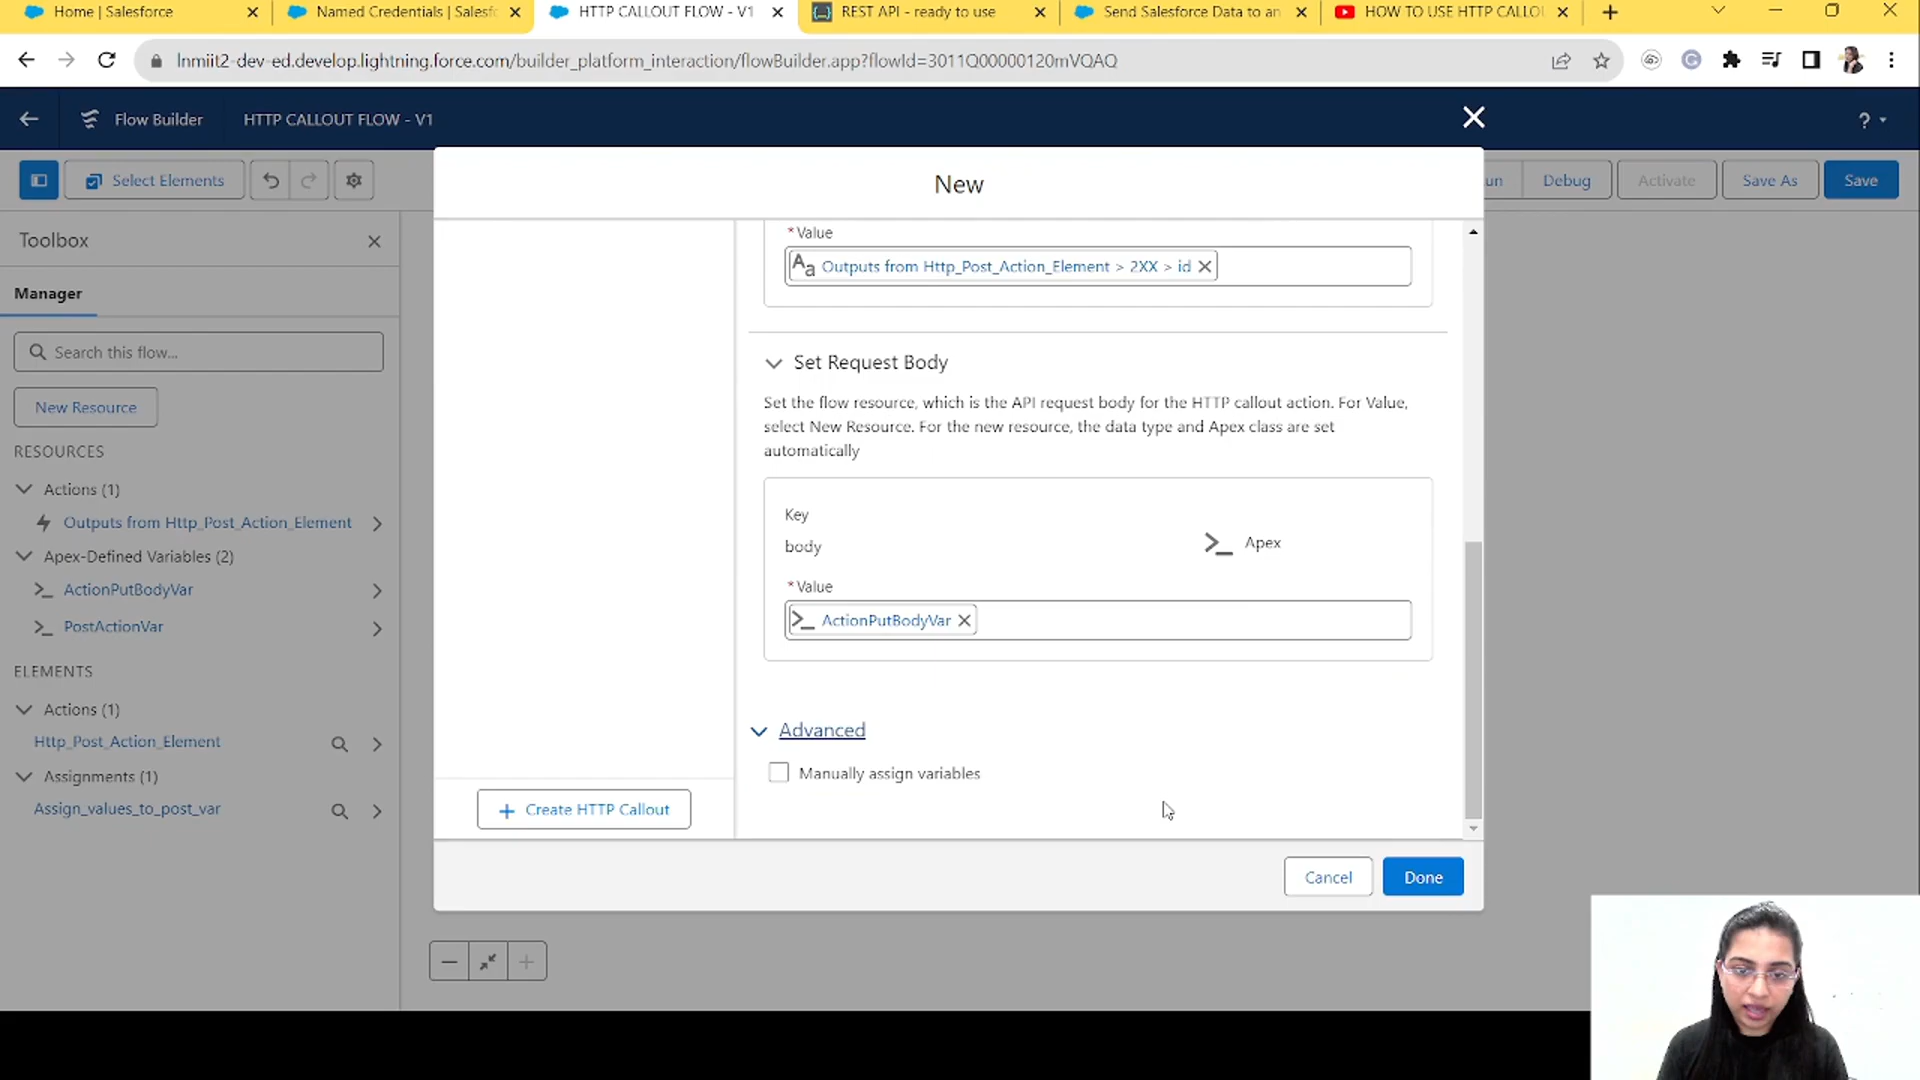 Home | Salesforce
Named Credentials | Salesf
HTTP CALLOUT FLOW - V1
REST API - ready to use
Send Salesforce Data to an
HOW TO USE HTTP CALLO
lnmiit2-dev-ed.develop.lightning.force.com/builder_platform_interaction/flowBuilder.app?flowId=3011Q00000120mVQAQ
Flow Builder
HTTP CALLOUT FLOW - V1
?
Select Elements
un
Debug
Activate
Save As
Save
New
Toolbox
Manager
Search this flow...
New Resource
RESOURCES
Actions (1)
Outputs from Http_Post_Action_Element
Apex-Defined Variables (2)
ActionPutBodyVar
PostActionVar
ELEMENTS
Actions (1)
Http_Post_Action_Element
Assignments (1)
Assign_values_to_post_var
*Value
Aa Outputs from Http_Post_Action_Element > 2XX > id
Set Request Body
Set the flow resource, which is the API request body for the HTTP callout action. For Value,
select New Resource. For the new resource, the data type and Apex class are set
automatically
Key
body
Apex
*Value
ActionPutBodyVar
Advanced
Manually assign variables
+ Create HTTP Callout
Cancel
Done